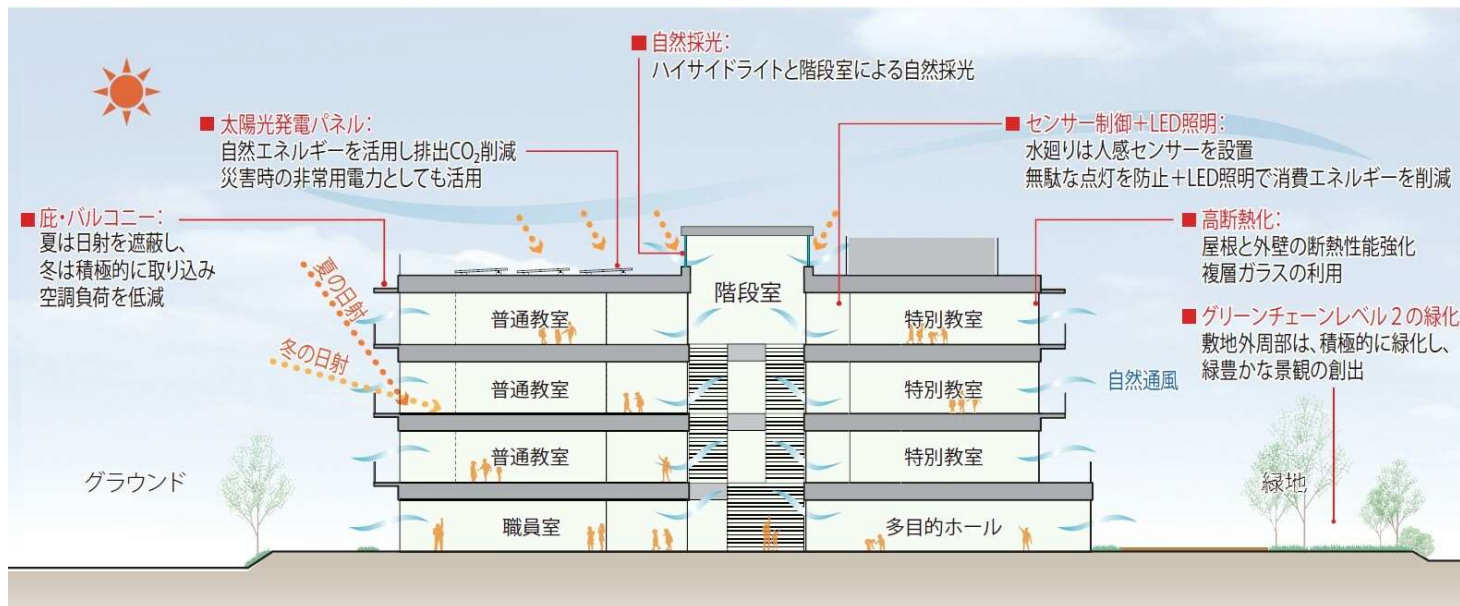 ■ 自然採光：
ハイサイドライトと階段室による自然採光
■ 太陽光発電パネル：
自然エネルギーを活用し排出CO₂削減
災害時の非常用電力としても活用
■ センサー制御＋LED照明：
水廻りは人感センサーを設置
無駄な点灯を防止＋LED照明で消費エネルギーを削減
■ 庇・バルコニー：
夏は日射を遮蔽し、
冬は積極的に取り込み
空調負荷を低減
■ 高断熱化：
屋根と外壁の断熱性能強化
複層ガラスの利用
■ グリーンチェーンレベル２の緑化
敷地外周部は、積極的に緑化し、
緑豊かな景観の創出
夏の日射
冬の日射
階段室
普通教室
特別教室
普通教室
特別教室
自然通風
普通教室
特別教室
グラウンド
緑地
職員室
多目的ホール